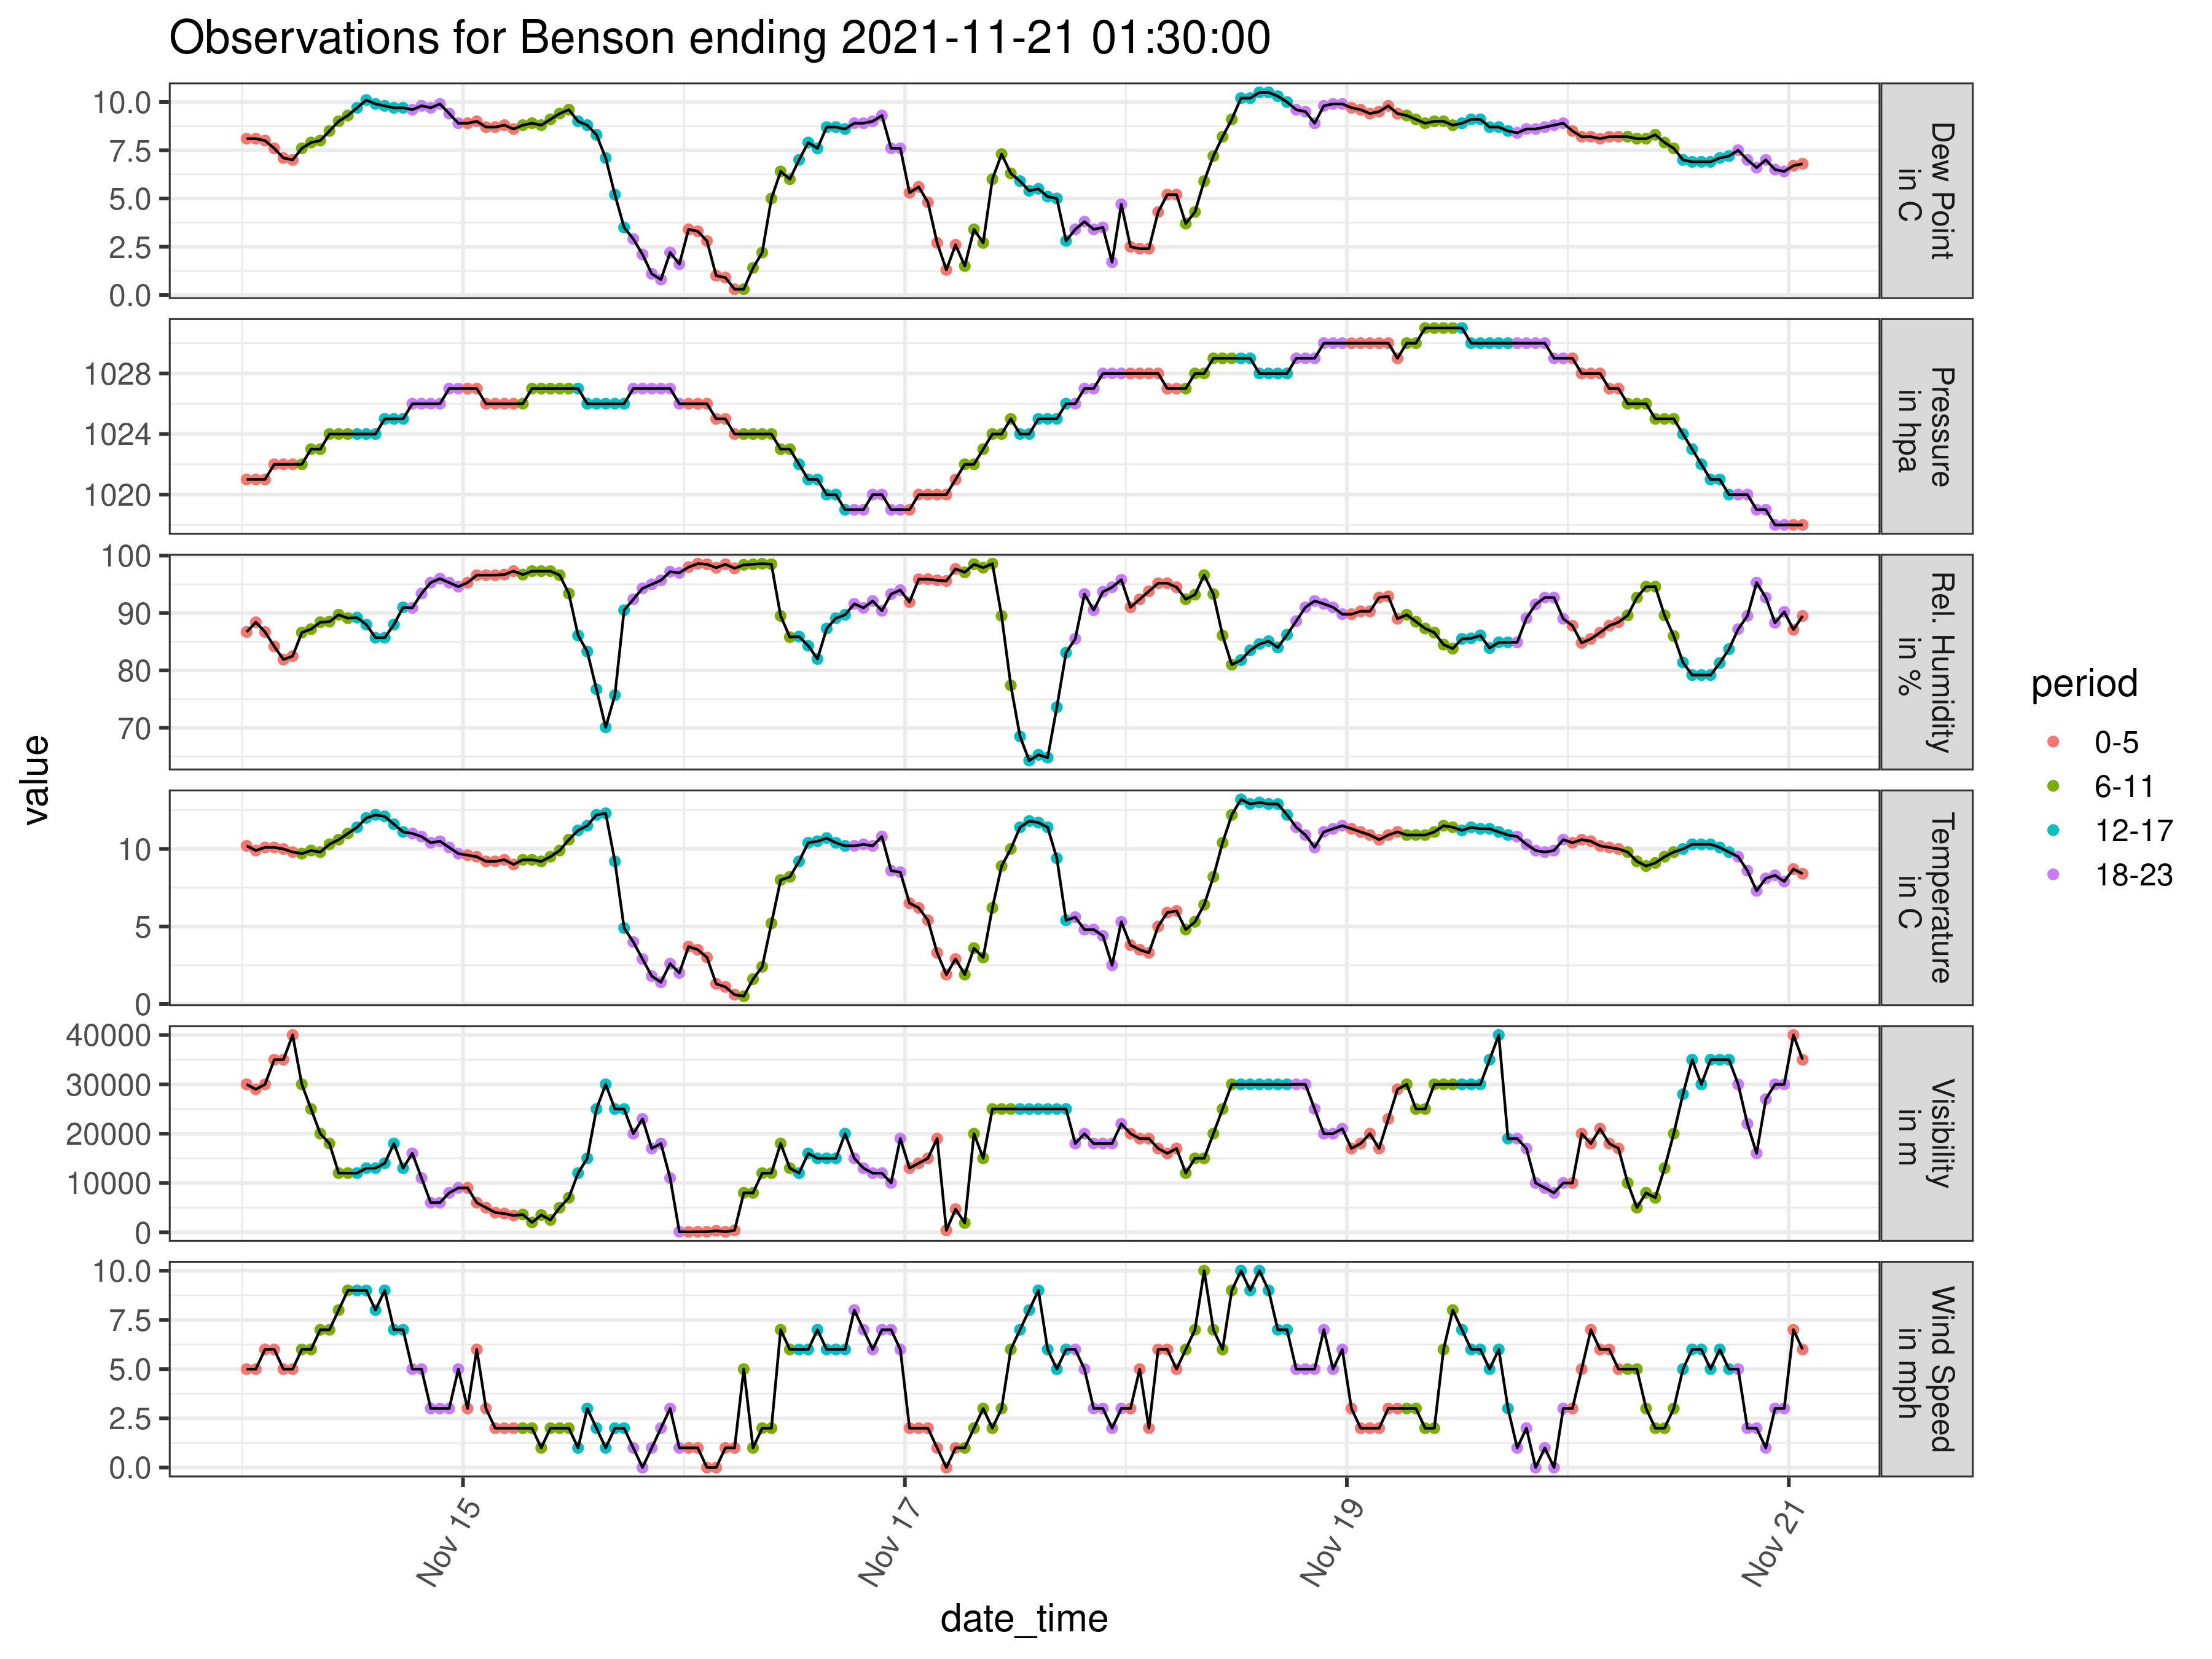 Observations for Benson ending 2021-11-21 01:30:00
value
10.0
7.5
5.0
2.5
0.0
Dew Point
in C
1028
1024
1020
Pressure
in hpa
100
90
80
70
Rel. Humidity
in %
10
5
0
Temperature
in C
40000
30000
20000
10000
0
Visibility
in m
10.0
7.5
5.0
2.5
0.0
Wind Speed
in mph
Nov 15
Nov 17
Nov 19
Nov 21
date_time
period
0-5
6-11
12-17
18-23